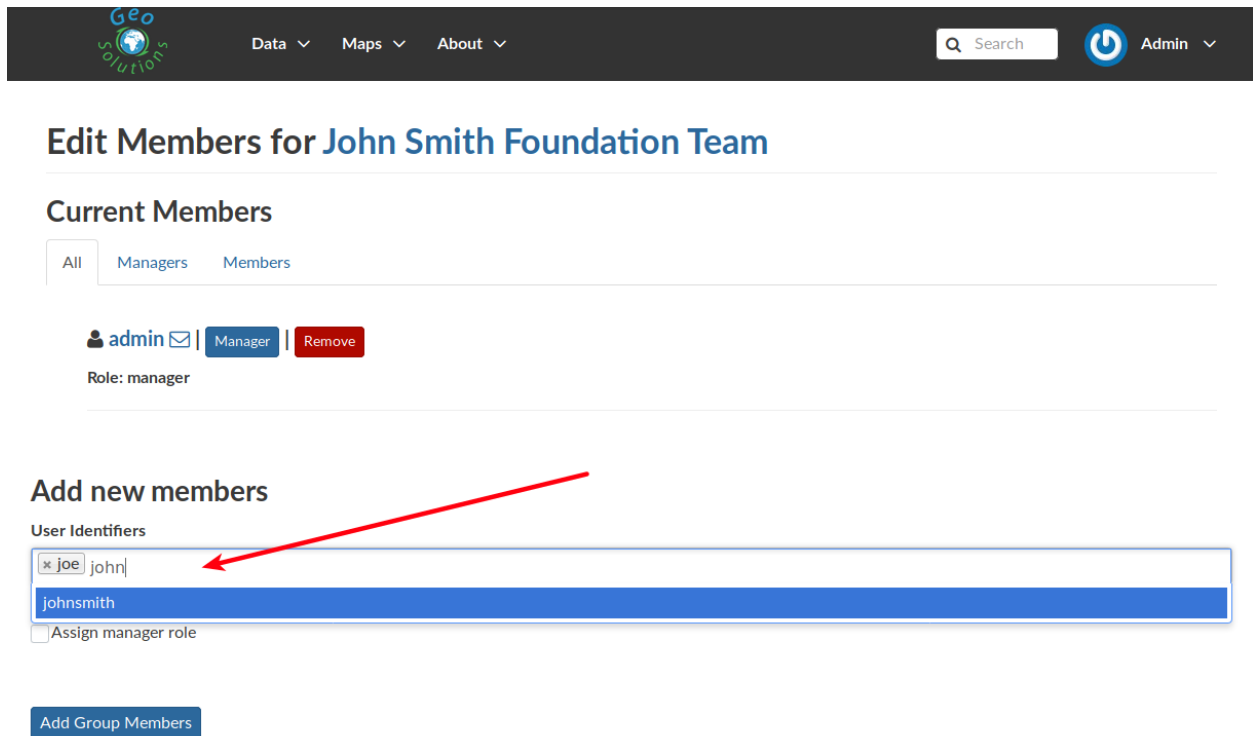 Geo
Solutions
Data Maps About Search Admin
Edit Members for John Smith Foundation Team
Current Members
All Managers Members
admin | Manager | Remove
Role: manager
Add new members
User Identifiers
× joe john
johnsmith
Assign manager role
Add Group Members